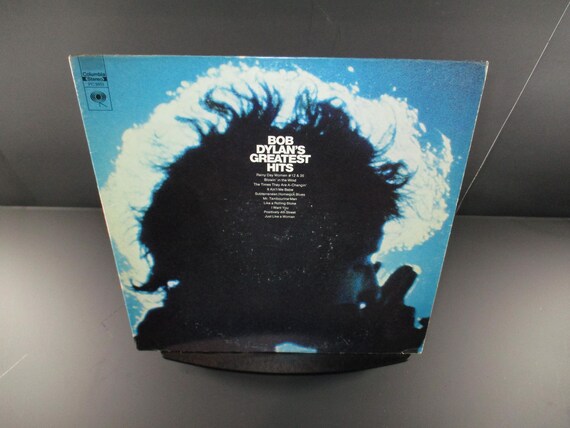 Columbia
Stereo
BOB
DYLAN'S
GREATEST
HITS
Rainy Day Women #12 & 35
Blowin' in the Wind
The Times They Are A-Changin'
It Ain't Me Babe
Subterranean Homesick Blues
Mr. Tambourine Man
Like a Rolling Stone
I Want You
Positively 4th Street
Just Like a Woman